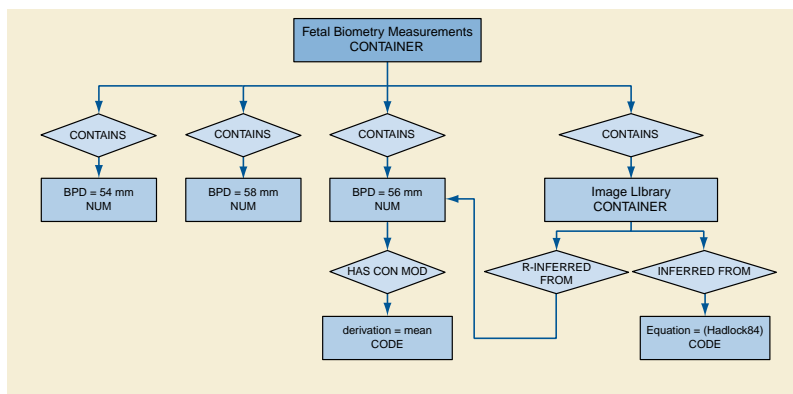 Fetal Biometry Measurements
CONTAINER
CONTAINS
CONTAINS
CONTAINS
CONTAINS
BPD = 54 mm
NUM
BPD = 58 mm
NUM
BPD = 56 mm
NUM
Image LIbrary
CONTAINER
HAS CON MOD
R-INFERRED
FROM
INFERRED FROM
derivation = mean
CODE
Equation = (Hadlock84)
CODE